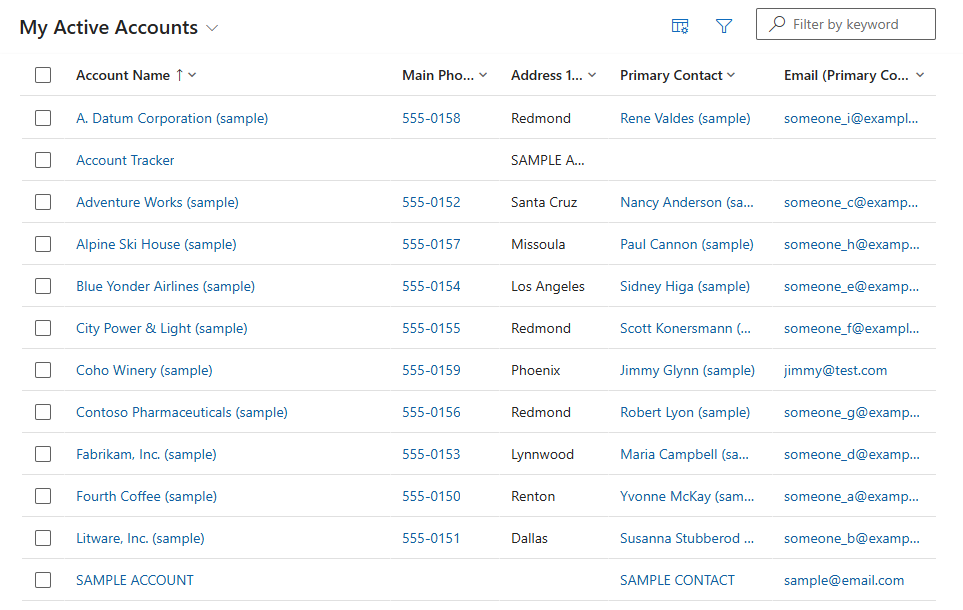 My Active Accounts
Filter by keyword
Account Name ↑ Main Pho... Address 1... Primary Contact Email (Primary Co...
A. Datum Corporation (sample) 555-0158 Redmond Rene Valdes (sample) someone_i@exampl...
Account Tracker SAMPLE A...
Adventure Works (sample) 555-0152 Santa Cruz Nancy Anderson (sa... someone_c@examp...
Alpine Ski House (sample) 555-0157 Missoula Paul Cannon (sample) someone_h@examp...
Blue Yonder Airlines (sample) 555-0154 Los Angeles Sidney Higa (sample) someone_e@examp...
City Power & Light (sample) 555-0155 Redmond Scott Konersmann (... someone_f@exampl...
Coho Winery (sample) 555-0159 Phoenix Jimmy Glynn (sample) jimmy@test.com
Contoso Pharmaceuticals (sample) 555-0156 Redmond Robert Lyon (sample) someone_g@examp...
Fabrikam, Inc. (sample) 555-0153 Lynnwood Maria Campbell (sa... someone_d@examp...
Fourth Coffee (sample) 555-0150 Renton Yvonne McKay (sam... someone_a@examp...
Litware, Inc. (sample) 555-0151 Dallas Susanna Stubberod ... someone_b@examp...
SAMPLE ACCOUNT SAMPLE CONTACT sample@email.com